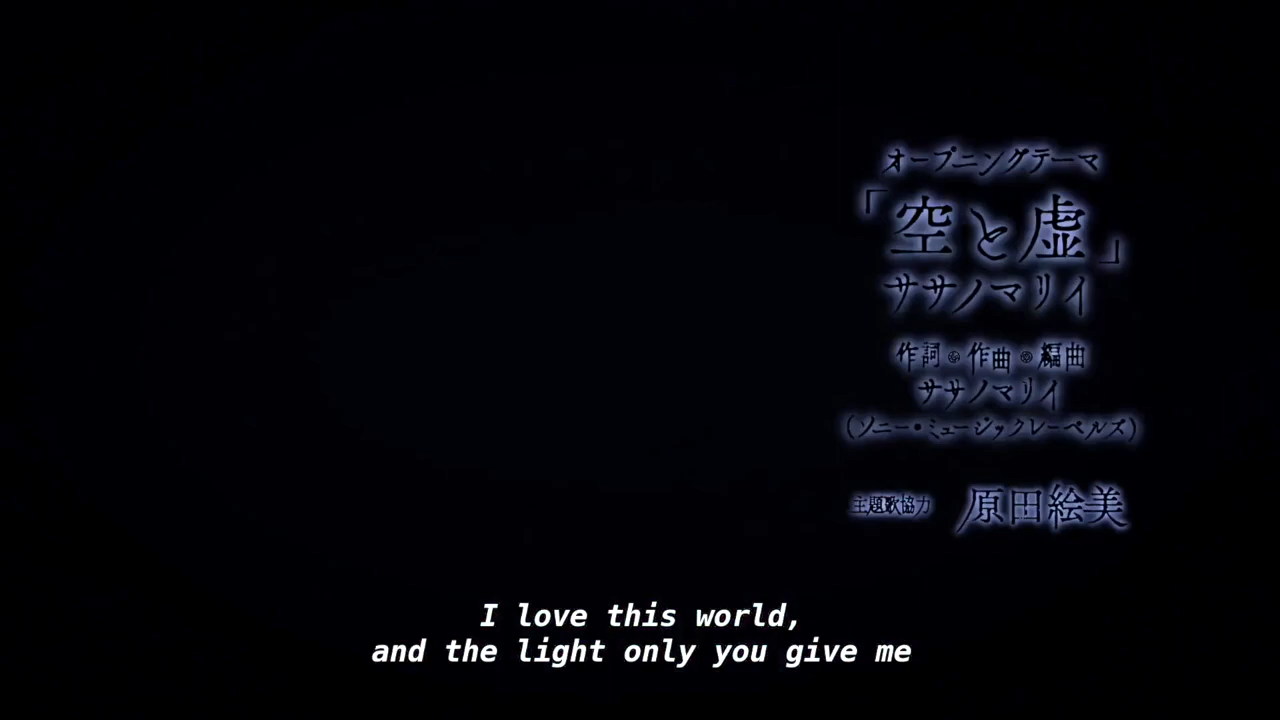 オープニングテーマ
「空と虚」
ササノマリイ
作詞 作曲 編曲
ササノマリイ
(ソニー・ミュージックレーベルズ)
主題歌協力 原田絵美
I love this world,
and the light only you give me